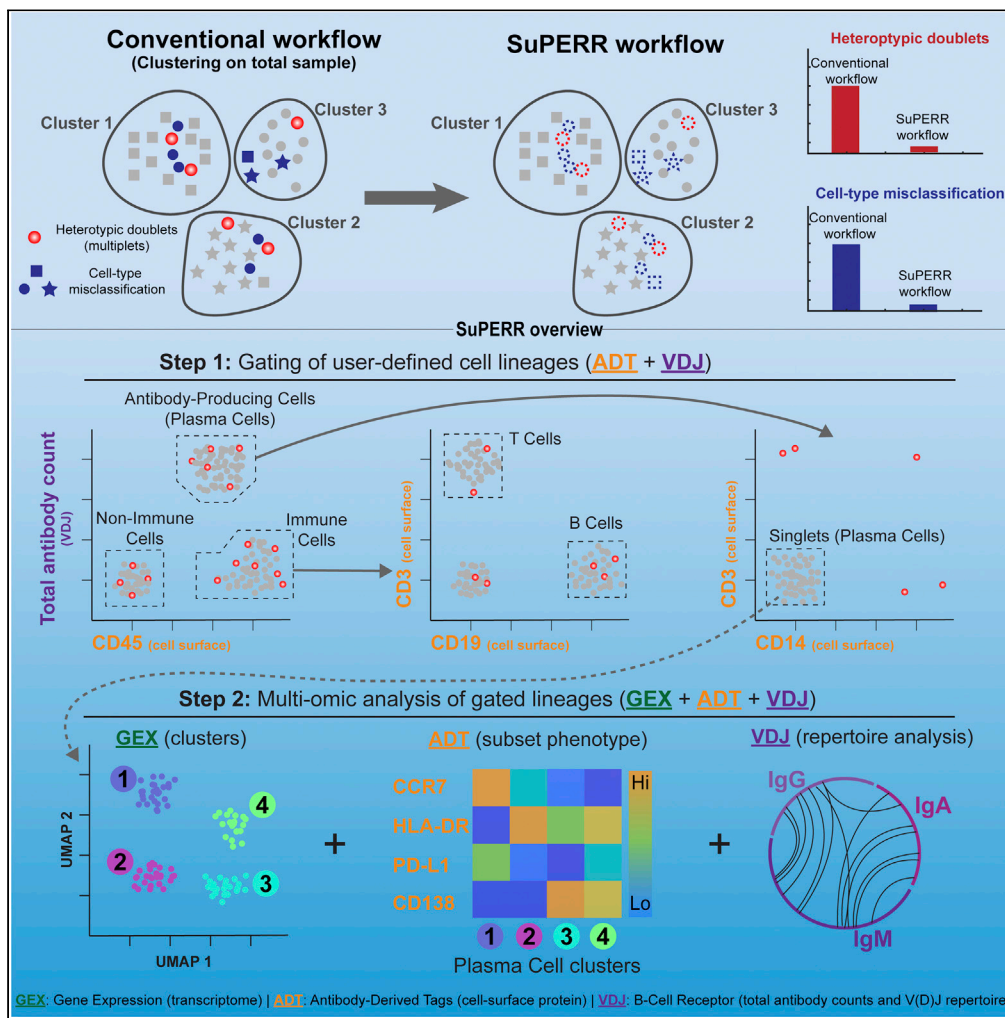 Conventional workflow
(Clustering on total sample)
SuPERR workflow
Heteroptypic doublets
Conventional
workflow
SuPERR
workflow
Cluster 1
Cluster 3
Cluster 2
Heterotypic doublets
(multiplets)
Cell-type
misclassification
Cluster 1
Cluster 3
Cluster 2
Cell-type misclassification
Conventional
workflow
SuPERR
workflow
SuPERR overview
Step 1: Gating of user-defined cell lineages (ADT + VDJ)
Antibody-Producing Cells
(Plasma Cells)
Total antibody count
(VDJ)
Non-Immune
Cells
Immune
Cells
CD45 (cell surface)
T Cells
B Cells
CD3 (cell surface)
CD19 (cell surface)
Singlets (Plasma Cells)
CD3 (cell surface)
CD14 (cell surface)
Step 2: Multi-omic analysis of gated lineages (GEX + ADT + VDJ)
GEX (clusters)
1
4
2
3
UMAP 2
UMAP 1
+
ADT (subset phenotype)
CCR7
HLA-DR
PD-L1
CD138
Hi
Lo
1 2 3 4
Plasma Cell clusters
+
VDJ (repertoire analysis)
IgG
IgA
IgM
GEX: Gene Expression (transcriptome) | ADT: Antibody-Derived Tags (cell-surface protein) | VDJ: B-Cell Receptor (total antibody counts and V(D)J repertoire